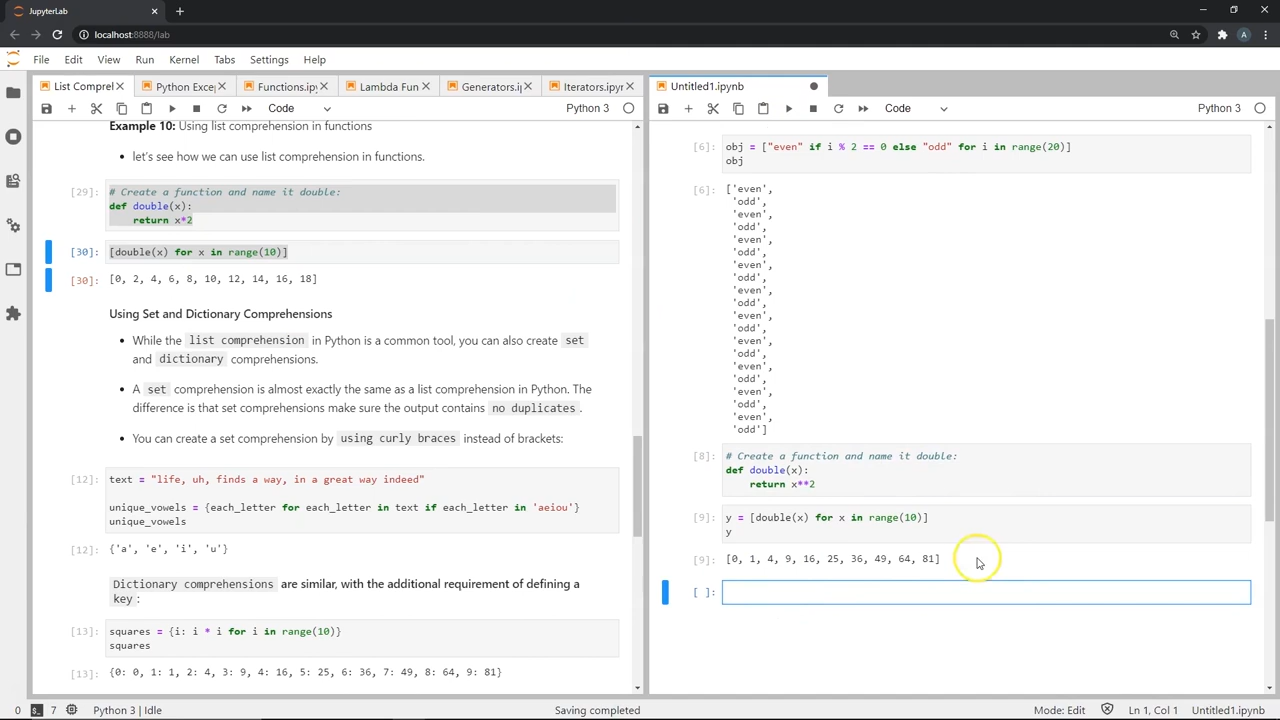 JupyterLab
localhost:8888/lab
A
File Edit View Run Kernel Tabs Settings Help
List Comprel
Python Excep
Functions.ipy
Lambda Fun
Generators.i
Iterators.ipyn
Code
Python 3
Example 10: Using list comprehension in functions
let's see how we can use list comprehension in functions.
[29]:
# Create a function and name it double:
def double(x):
return x*2
[30]:
[double(x) for x in range(10)]
[30]:
[0, 2, 4, 6, 8, 10, 12, 14, 16, 18]
Using Set and Dictionary Comprehensions
While the list comprehension in Python is a common tool, you can also create set
and dictionary comprehensions.
A set comprehension is almost exactly the same as a list comprehension in Python. The
difference is that set comprehensions make sure the output contains no duplicates.
You can create a set comprehension by using curly braces instead of brackets:
[12]:
text = "life, uh, finds a way, in a great way indeed"
unique_vowels = {each_letter for each_letter in text if each_letter in 'aeiou'}
unique_vowels
[12]:
{'a', 'e', 'i', 'u'}
Dictionary comprehensions are similar, with the additional requirement of defining a
key :
[13]:
squares = {i: i * i for i in range(10)}
squares
[13]:
{0: 0, 1: 1, 2: 4, 3: 9, 4: 16, 5: 25, 6: 36, 7: 49, 8: 64, 9: 81}
Untitled1.ipynb
Code
Python 3
[6]:
obj = ["even" if i % 2 == 0 else "odd" for i in range(20)]
obj
[6]:
['even',
'odd',
'even',
'odd',
'even',
'odd',
'even',
'odd',
'even',
'odd',
'even',
'odd',
'even',
'odd',
'even',
'odd',
'even',
'odd',
'even',
'odd']
[8]:
# Create a function and name it double:
def double(x):
return x**2
[9]:
y = [double(x) for x in range(10)]
y
[9]:
[0, 1, 4, 9, 16, 25, 36, 49, 64, 81]
[ ]:
0
7
Python 3 | Idle
Saving completed
Mode: Edit
Ln 1, Col 1
Untitled1.ipynb